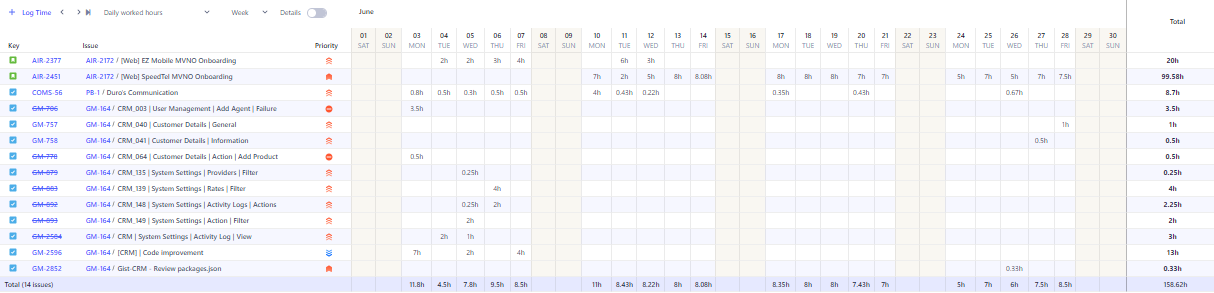 + Log Time Daily worked hours Week Details June
Total
01 02 03 04 05 06 07 08 09 10 11 12 13 14 15 16 17 18 19 20 21 22 23 24 25 26 27 28 29 30
Key Issue Priority SAT SUN MON TUE WED THU FRI SAT SUN MON TUE WED THU FRI SAT SUN MON TUE WED THU FRI SAT SUN MON TUE WED THU FRI SAT SUN
AIR-2377 AIR-2172 / [Web] EZ Mobile MVNO Onboarding 2h 2h 3h 4h 6h 3h 20h
AIR-2451 AIR-2172 / [Web] SpeedTel MVNO Onboarding 7h 2h 5h 8h 8.08h 8h 8h 8h 7h 7h 5h 7h 5h 7h 7.5h 99.58h
COMS-56 PB-1 / Duro's Communication 0.8h 0.5h 0.3h 0.5h 0.5h 4h 0.43h 0.22h 0.35h 0.43h 0.67h 8.7h
GM-706 GM-164 / CRM_003 | User Management | Add Agent | Failure 3.5h 3.5h
GM-757 GM-164 / CRM_040 | Customer Details | General 1h 1h
GM-758 GM-164 / CRM_041 | Customer Details | Information 0.5h 0.5h
GM-778 GM-164 / CRM_064 | Customer Details | Action | Add Product 0.5h 0.5h
GM-879 GM-164 / CRM_135 | System Settings | Providers | Filter 0.25h 0.25h
GM-883 GM-164 / CRM_139 | System Settings | Rates | Filter 4h 4h
GM-892 GM-164 / CRM_148 | System Settings | Activity Logs | Actions 0.25h 2h 2.25h
GM-893 GM-164 / CRM_149 | System Settings | Action | Filter 2h 2h
GM-2584 GM-164 / CRM | System Settings | Activity Log | View 2h 1h 3h
GM-2596 GM-164 / [CRM] | Code improvement 7h 2h 4h 13h
GM-2852 GM-164 / Gist-CRM - Review packages.json 0.33h 0.33h
Total (14 issues) 11.8h 4.5h 7.8h 9.5h 8.5h 11h 8.43h 8.22h 8h 8.08h 8.35h 8h 8h 7.43h 7h 5h 7h 6h 7.5h 8.5h 158.62h